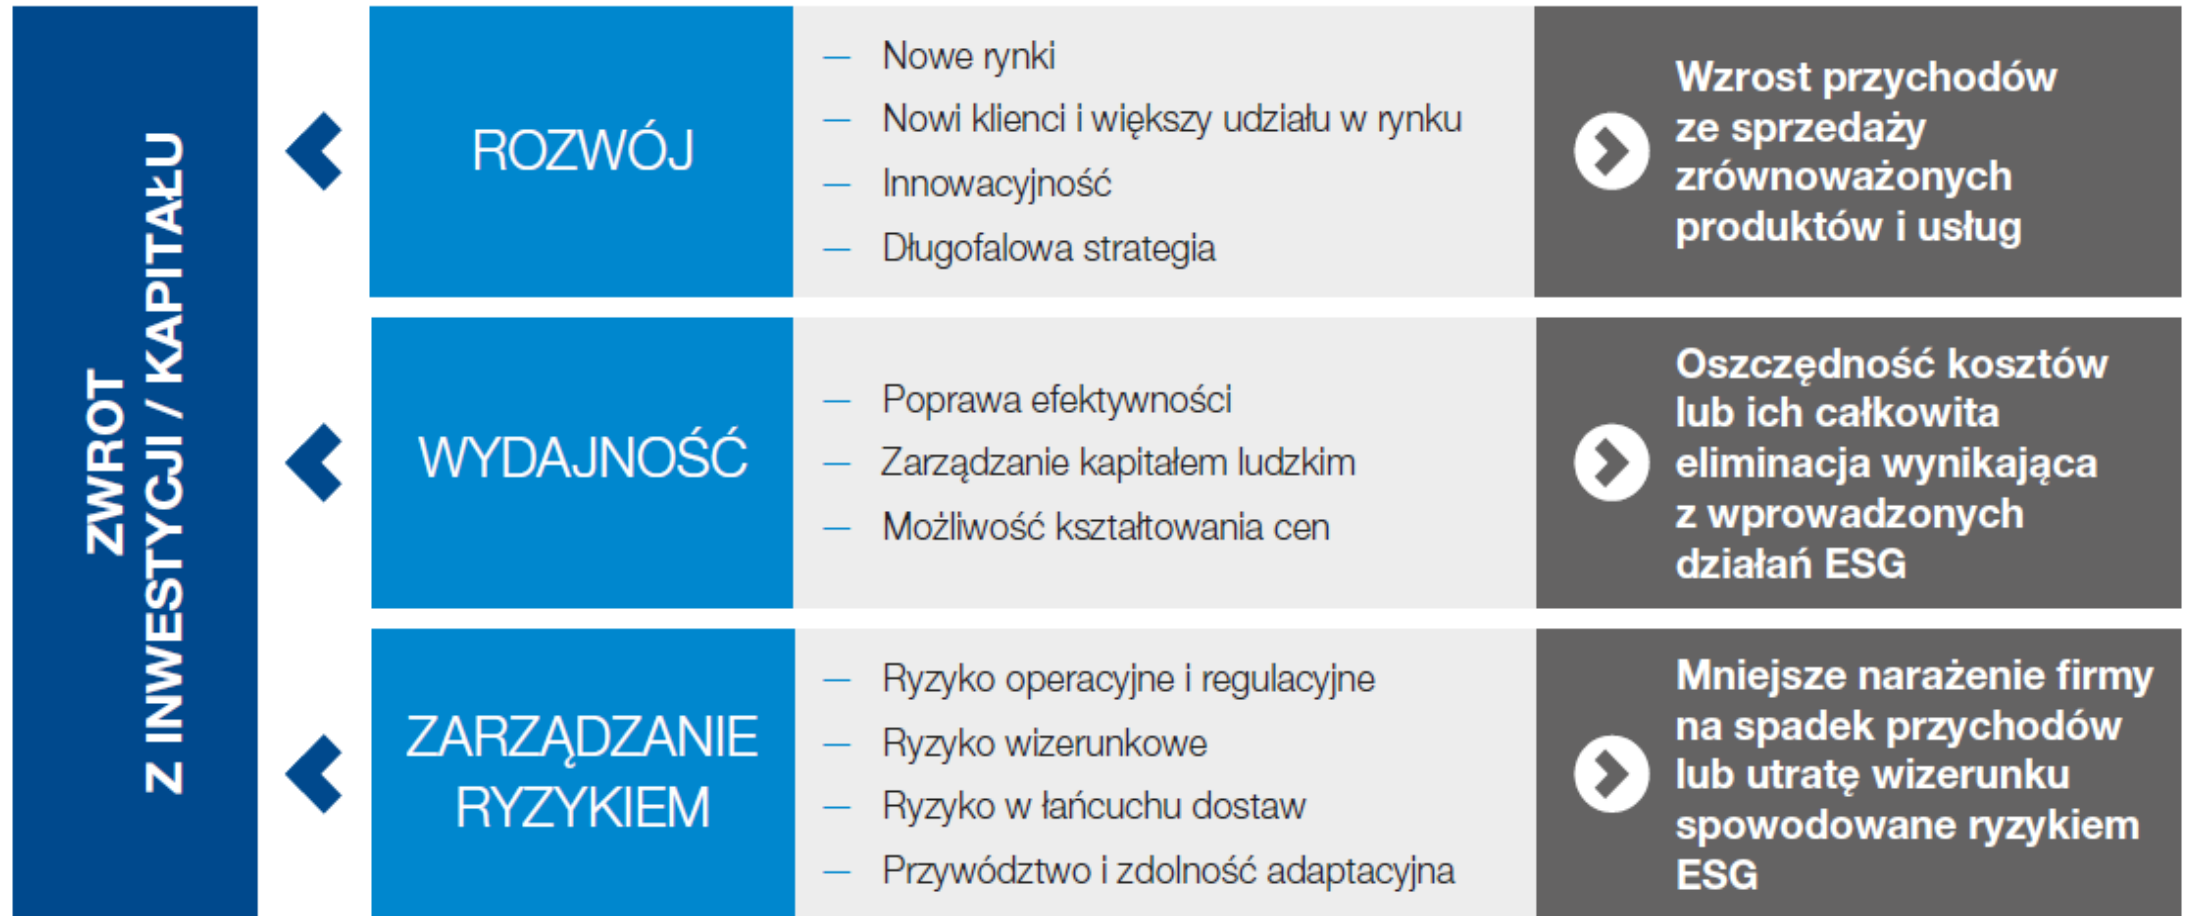 ZWROT
Z INWESTYCJI / KAPITAŁU
ROZWÓJ
— Nowe rynki
— Nowi klienci i większy udziału w rynku
— Innowacyjność
— Długofalowa strategia
Wzrost przychodów
ze sprzedaży
zrównoważonych
produktów i usług
WYDAJNOŚĆ
— Poprawa efektywności
— Zarządzanie kapitałem ludzkim
— Możliwość kształtowania cen
Oszczędność kosztów
lub ich całkowita
eliminacja wynikająca
z wprowadzonych
działań ESG
ZARZĄDZANIE
RYZYKIEM
— Ryzyko operacyjne i regulacyjne
— Ryzyko wizerunkowe
— Ryzyko w łańcuchu dostaw
— Przywództwo i zdolność adaptacyjna
Mniejsze narażenie firmy
na spadek przychodów
lub utratę wizerunku
spowodowane ryzykiem
ESG